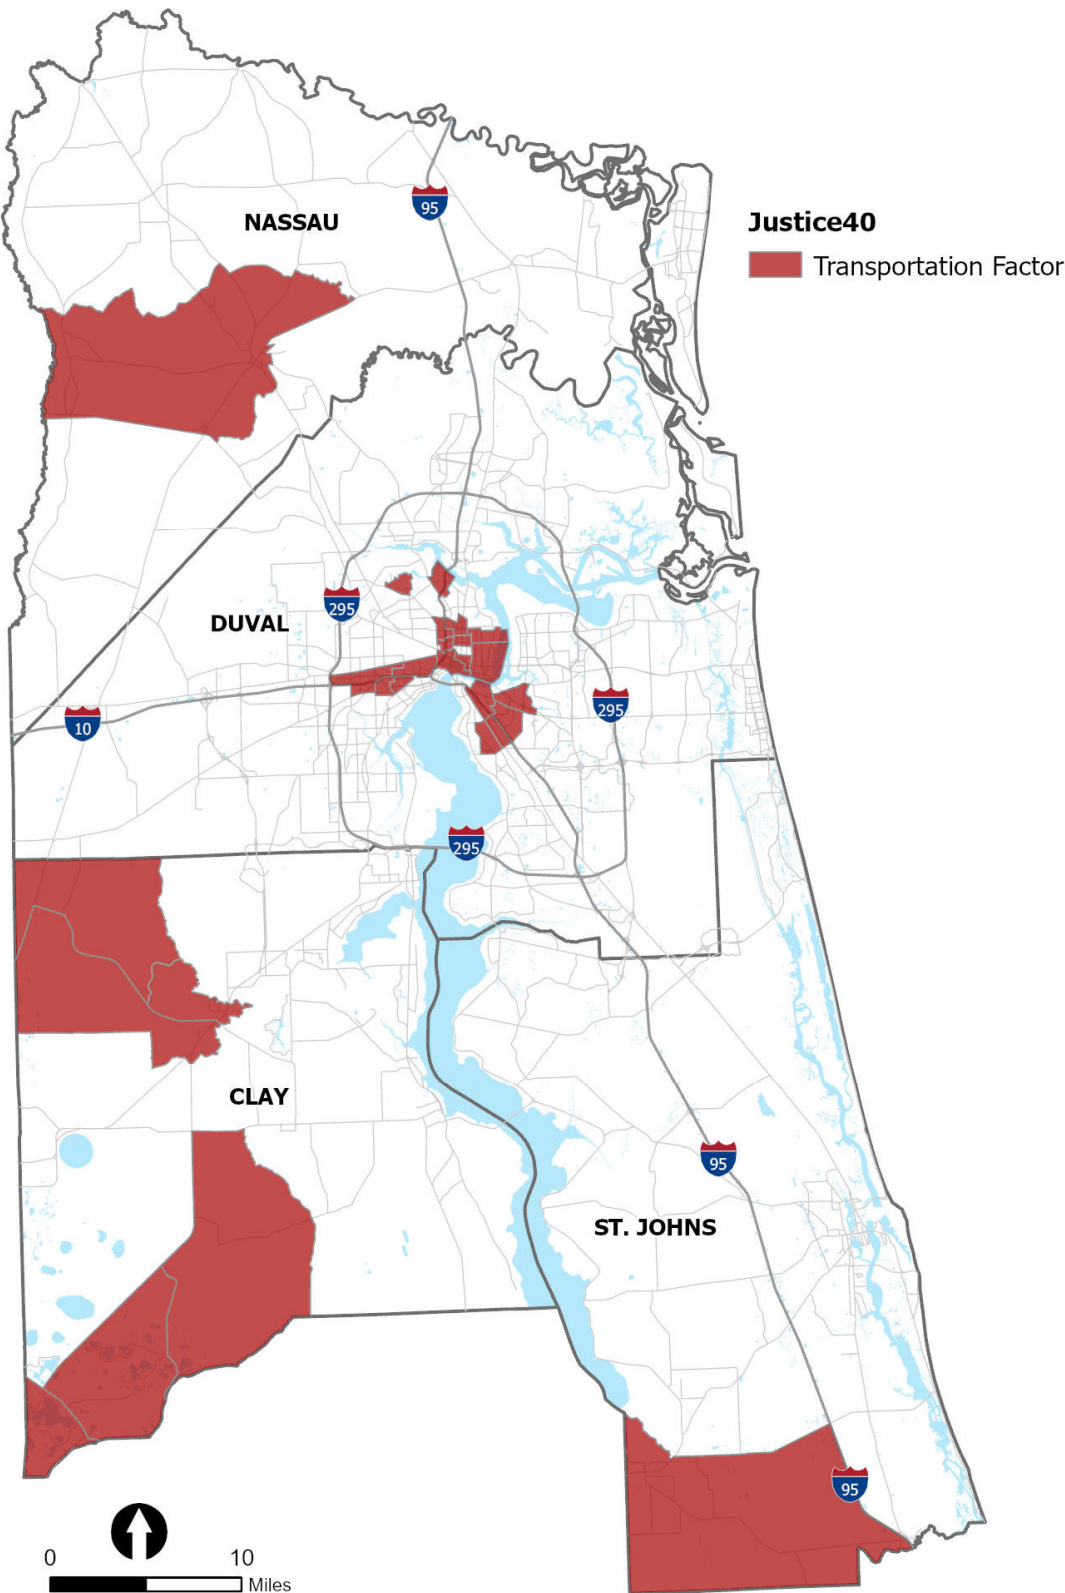 95
NASSAU
Justice40
Transportation Factor
295
DUVAL
295
10
295
CLAY
95
ST. JOHNS
95
0 10
Miles